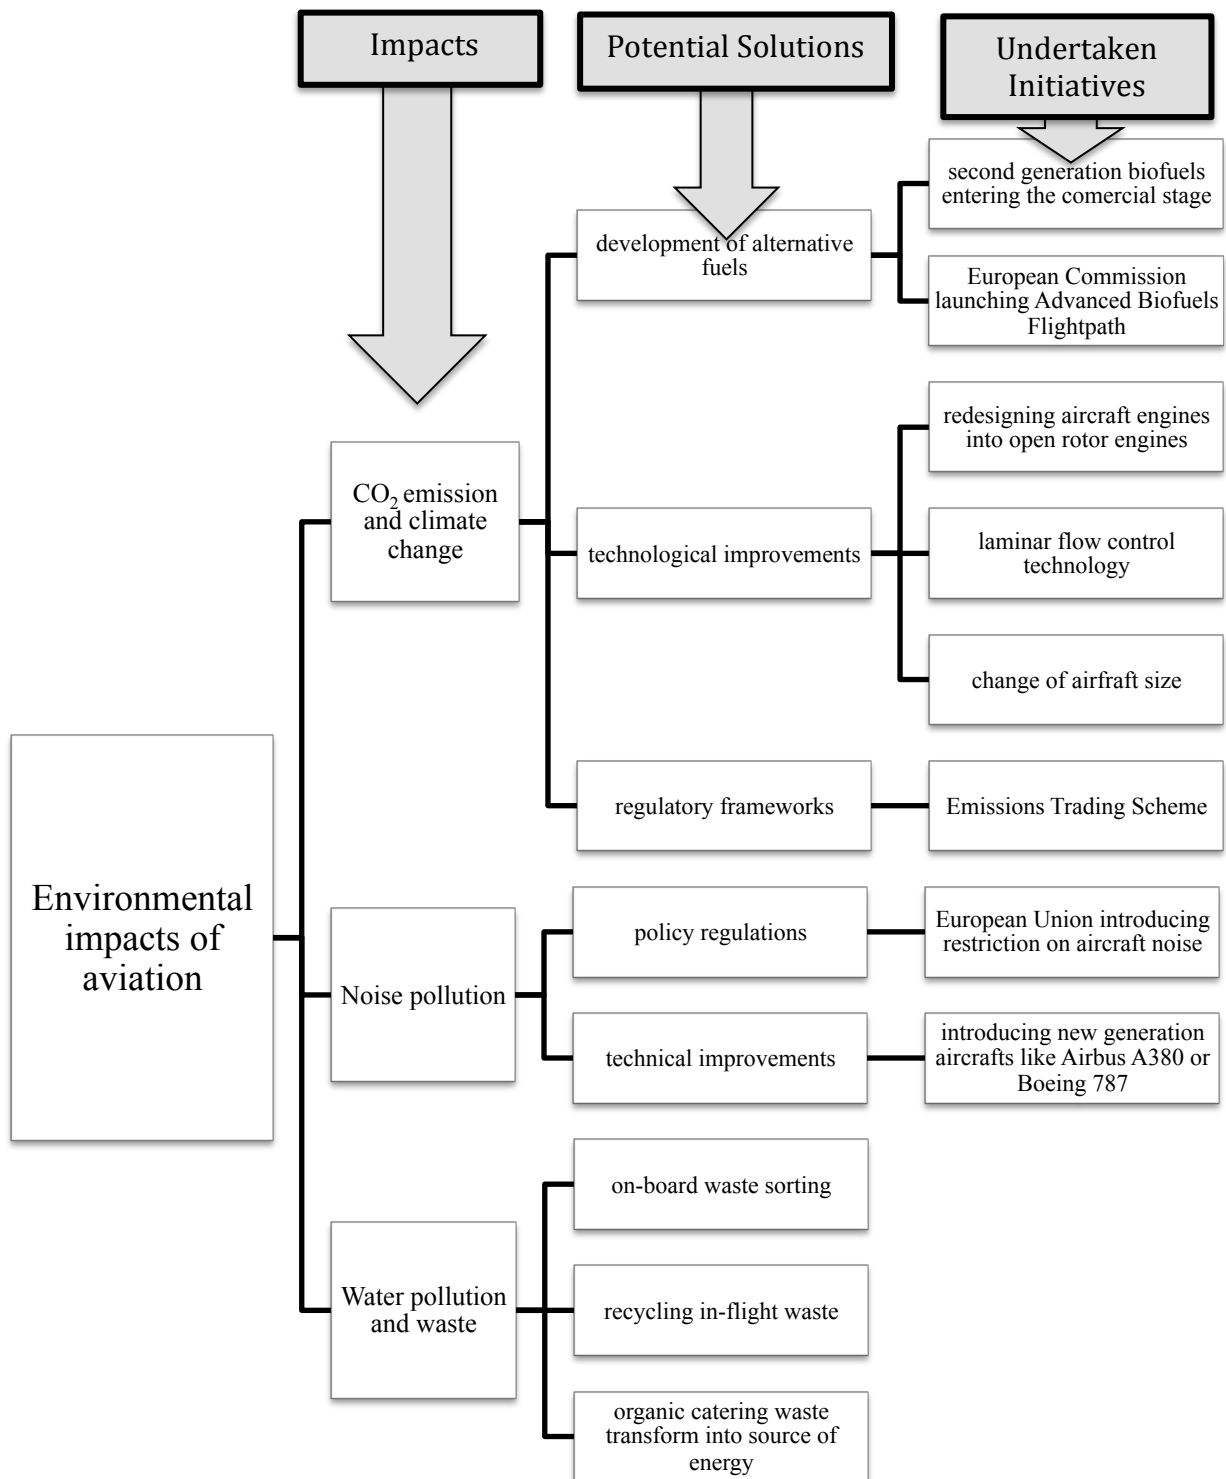 Impacts
Potential Solutions
Undertaken
Initiatives
second generation biofuels
entering the comercial stage
development of alternative
fuels
European Commission
launching Advanced Biofuels
Flightpath
redesigning aircraft engines
into open rotor engines
CO₂ emission
and climate
change
technological improvements
laminar flow control
technology
change of airfraft size
regulatory frameworks
Emissions Trading Scheme
Environmental
impacts of
aviation
policy regulations
European Union introducing
restriction on aircraft noise
Noise pollution
technical improvements
introducing new generation
aircrafts like Airbus A380 or
Boeing 787
on-board waste sorting
Water pollution
and waste
recycling in-flight waste
organic catering waste
transform into source of
energy